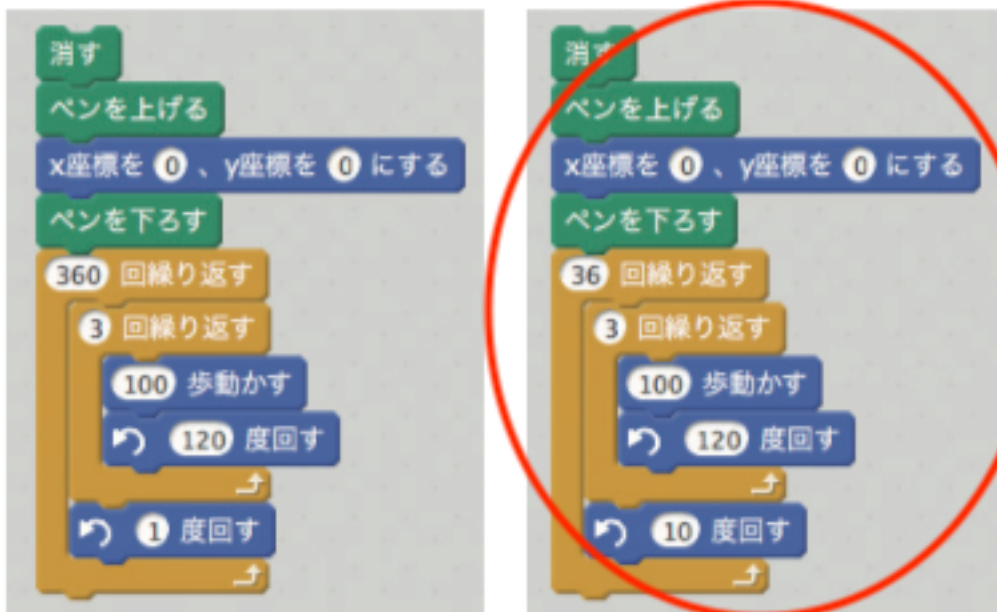 消す
ペンを上げる
x座標を 0 、y座標を 0 にする
ペンを下ろす
360 回繰り返す
3 回繰り返す
100 歩動かす
120 度回す
1 度回す
消す
ペンを上げる
x座標を 0 、y座標を 0 にする
ペンを下ろす
36 回繰り返す
3 回繰り返す
100 歩動かす
120 度回す
10 度回す